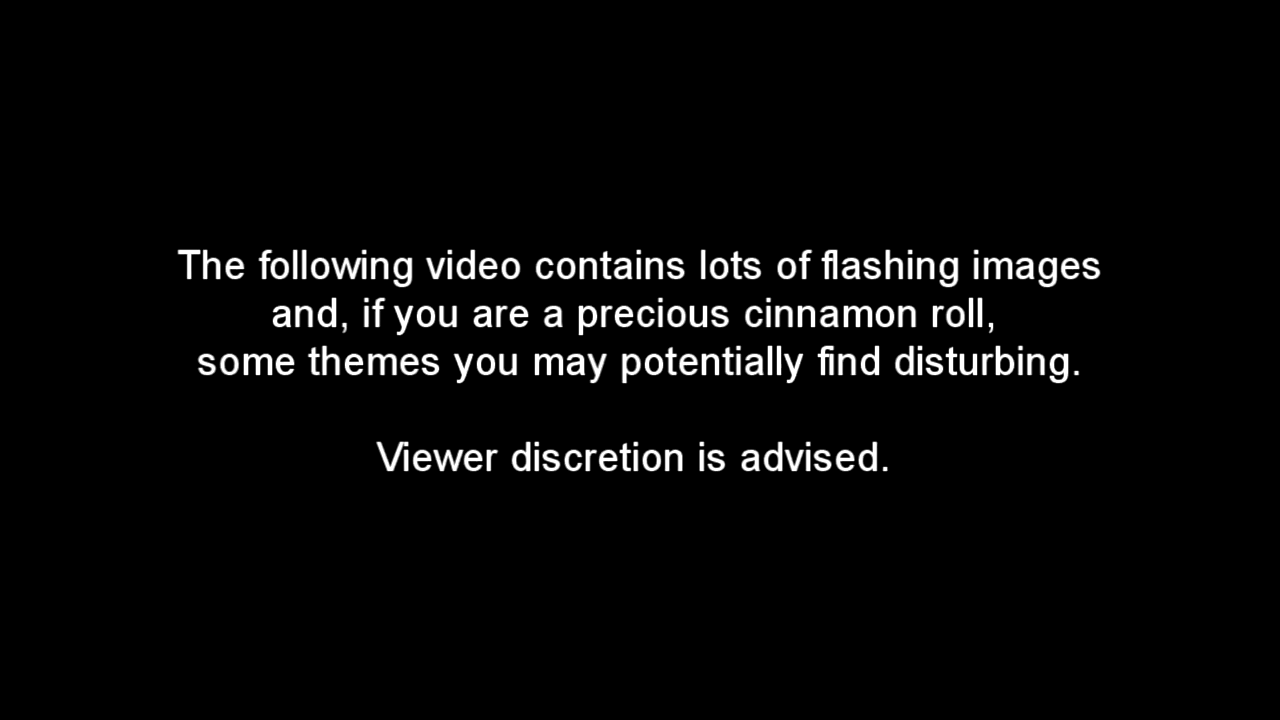 The following video contains lots of flashing images
and, if you are a precious cinnamon roll,
some themes you may potentially find disturbing.
Viewer discretion is advised.